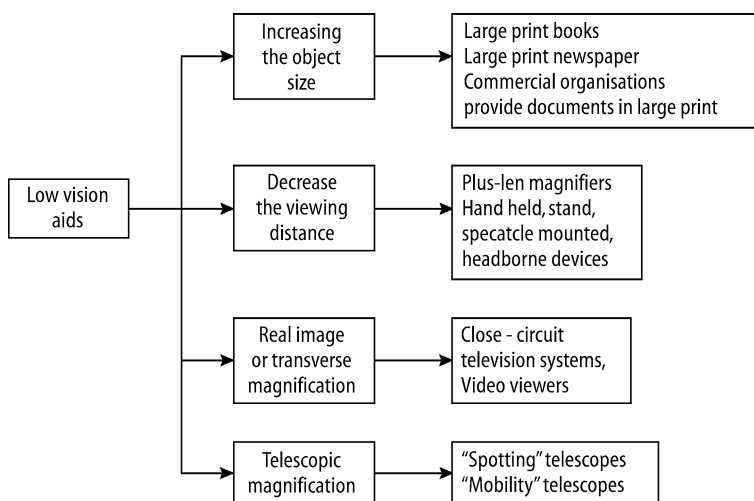 Low vision
aids
Increasing
the object
size
Large print books
Large print newspaper
Commercial organisations
provide documents in large print
Decrease
the viewing
distance
Plus-len magnifiers
Hand held, stand,
specatcle mounted,
headborne devices
Real image
or transverse
magnification
Close - circuit
television systems,
Video viewers
Telescopic
magnification
“Spotting” telescopes
“Mobility” telescopes